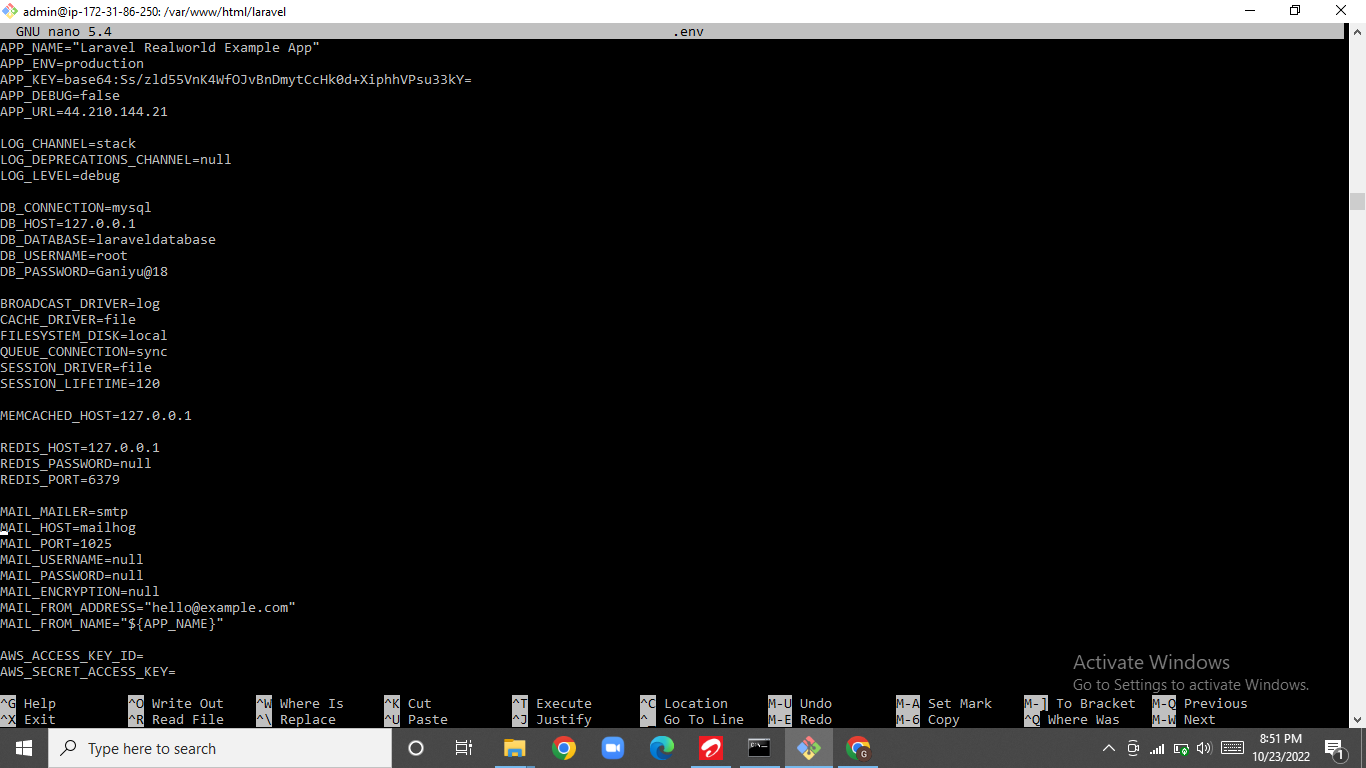 admin@ip-172-31-86-250: /var/www/html/laravel
GNU nano 5.4 .env
APP_NAME="Laravel Realworld Example App"
APP_ENV=production
APP_KEY=base64:Ss/zld55VnK4WfOJvBnDmytCcHk0d+XiphhVPsu33kY=
APP_DEBUG=false
APP_URL=44.210.144.21
LOG_CHANNEL=stack
LOG_DEPRECATIONS_CHANNEL=null
LOG_LEVEL=debug
DB_CONNECTION=mysql
DB_HOST=127.0.0.1
DB_DATABASE=laraveldatabase
DB_USERNAME=root
DB_PASSWORD=Ganiyu@18
BROADCAST_DRIVER=log
CACHE_DRIVER=file
FILESYSTEM_DISK=local
QUEUE_CONNECTION=sync
SESSION_DRIVER=file
SESSION_LIFETIME=120
MEMCACHED_HOST=127.0.0.1
REDIS_HOST=127.0.0.1
REDIS_PASSWORD=null
REDIS_PORT=6379
MAIL_MAILER=smtp
MAIL_HOST=mailhog
MAIL_PORT=1025
MAIL_USERNAME=null
MAIL_PASSWORD=null
MAIL_ENCRYPTION=null
MAIL_FROM_ADDRESS="hello@example.com"
MAIL_FROM_NAME="${APP_NAME}"
AWS_ACCESS_KEY_ID=
AWS_SECRET_ACCESS_KEY=
Activate Windows
Go to Settings to activate Windows.
^G Help ^O Write Out ^W Where Is ^K Cut ^T Execute ^C Location M-U Undo M-A Set Mark M-] To Bracket M-Q Previous
^X Exit ^R Read File ^\ Replace ^U Paste ^J Justify ^_ Go To Line M-E Redo M-6 Copy ^Q Where Was M-W Next
Type here to search
8:51 PM
10/23/2022
1